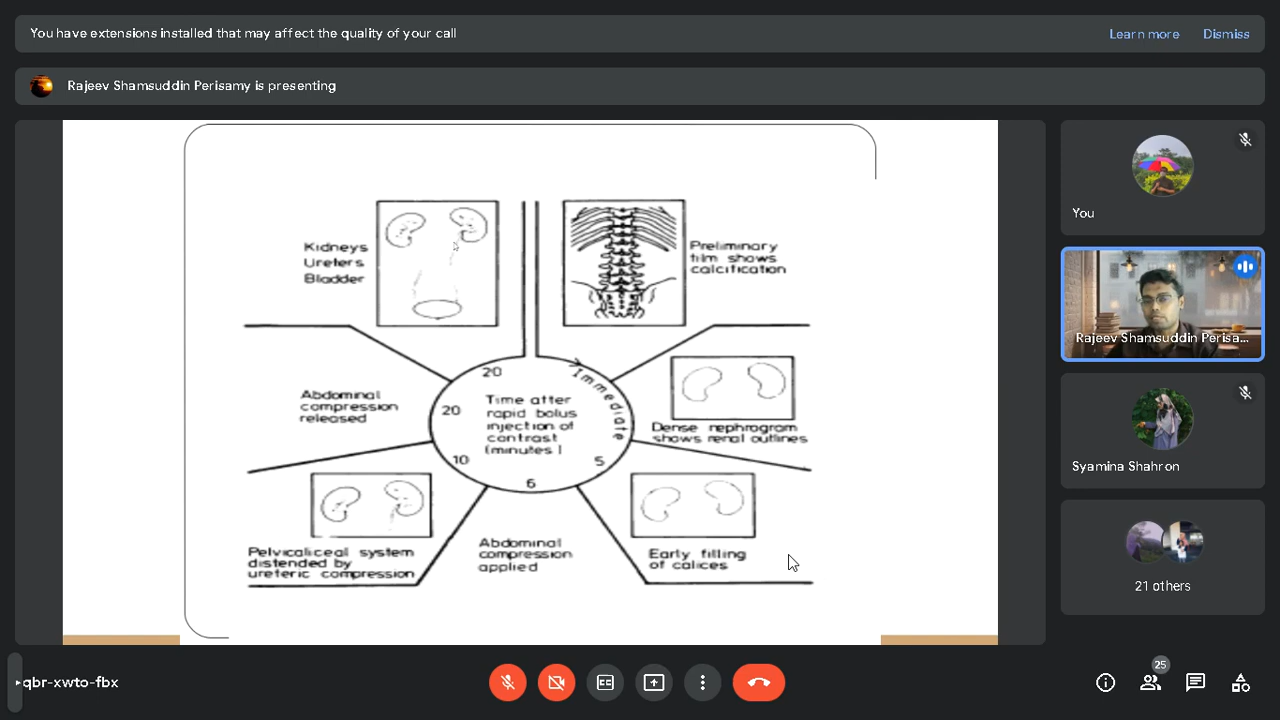 You have extensions installed that may affect the quality of your call
Learn more
Dismiss
Rajeev Shamsuddin Perisamy is presenting
Kidneys
Ureters
Bladder
Preliminary
film shows
calcification
Abdominal
compression
released
20
20
10
6
5
Immediate
Time after
rapid bolus
injection of
contrast
(minutes)
Dense nephrogram
shows renal outlines
Pelvicaliceal system
distended by
ureteric compression
Abdominal
compression
applied
Early filling
of calices
You
Rajeev Shamsuddin Perisa...
Syamina Shahron
21 others
qbr-xwto-fbx
25